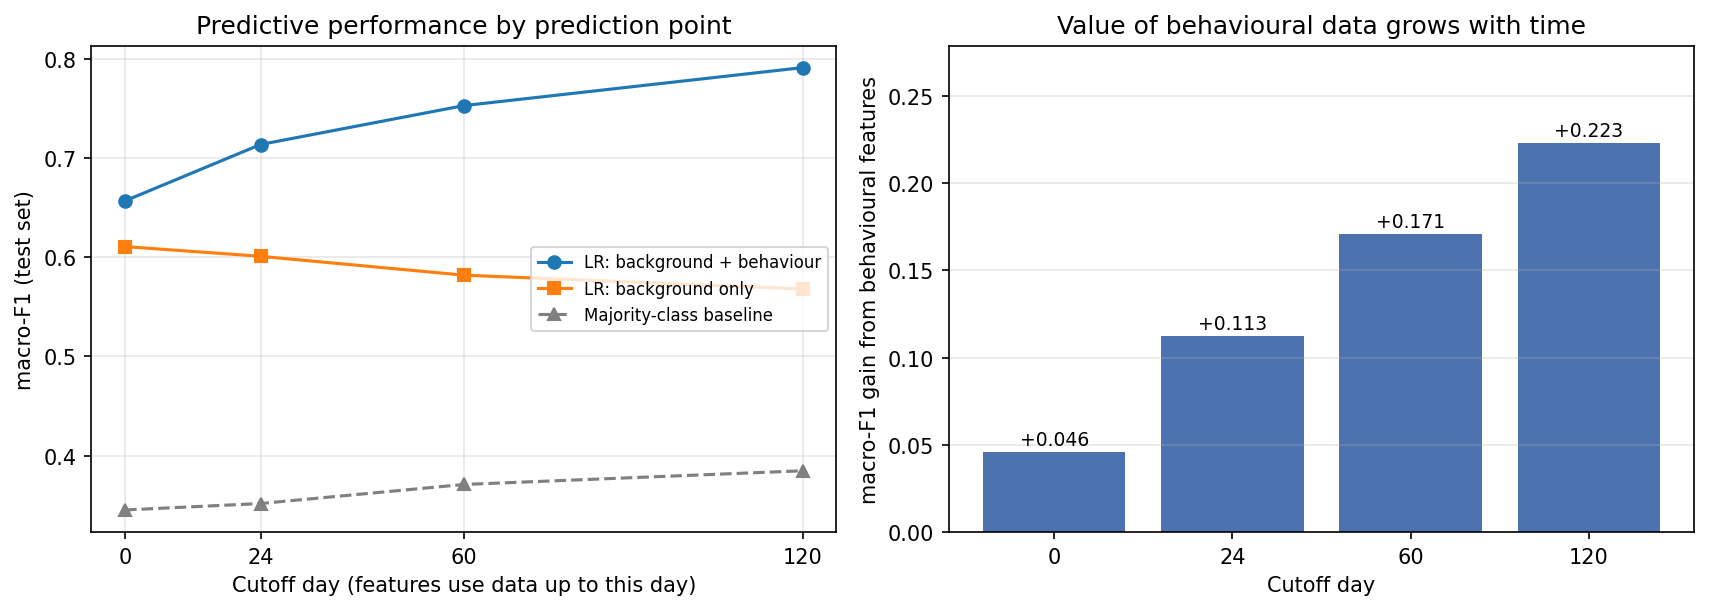 Predictive performance by prediction point
macro-F1 (test set)
0.8
0.7
0.6
0.5
0.4
LR: background + behaviour
LR: background only
Majority-class baseline
0 24 60 120
Cutoff day (features use data up to this day)
Value of behavioural data grows with time
macro-F1 gain from behavioural features
0.25
0.20
0.15
0.10
0.05
0.00
+0.046
+0.113
+0.171
+0.223
0 24 60 120
Cutoff day